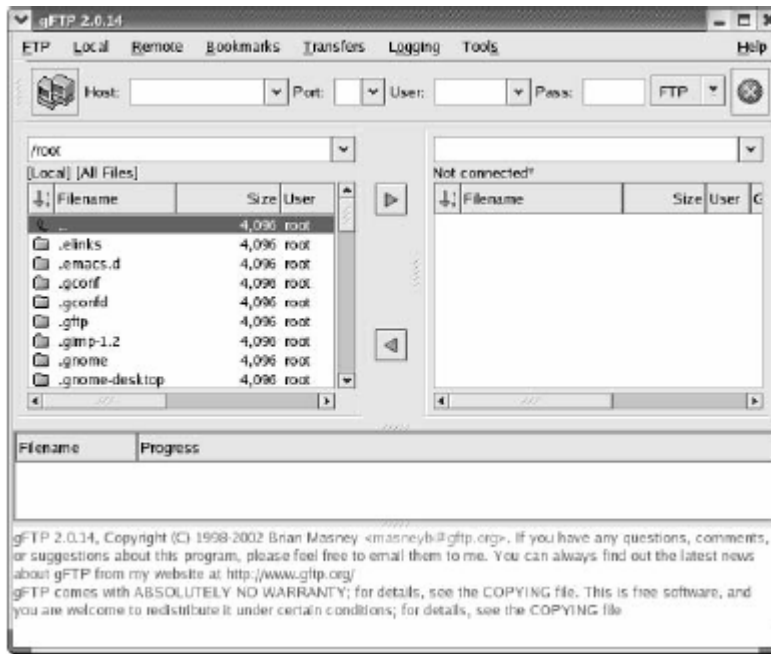 gFTP 2.0.14
FTP Local Remote Bookmarks Transfers Logging Tools Help
Host: Port: User: Pass: FTP
/root
[Local] [All Files]
Not connected*
Filename Size User
Filename Size User G
.. 4,096 root
.elinks 4,096 root
.emacs.d 4,096 root
.gconf 4,096 root
.gconfd 4,096 root
.gftp 4,096 root
.gimp-1.2 4,096 root
.gnome 4,096 root
.gnome-desktop 4,096 root
Filename Progress
gFTP 2.0.14, Copyright (C) 1998-2002 Brian Masney <masneyb@gftp.org>. If you have any questions, comments,
or suggestions about this program, please feel free to email them to me. You can always find out the latest news
about gFTP from my website at http://www.gftp.org/
gFTP comes with ABSOLUTELY NO WARRANTY; for details, see the COPYING file. This is free software, and
you are welcome to redistribute it under certain conditions; for details, see the COPYING file